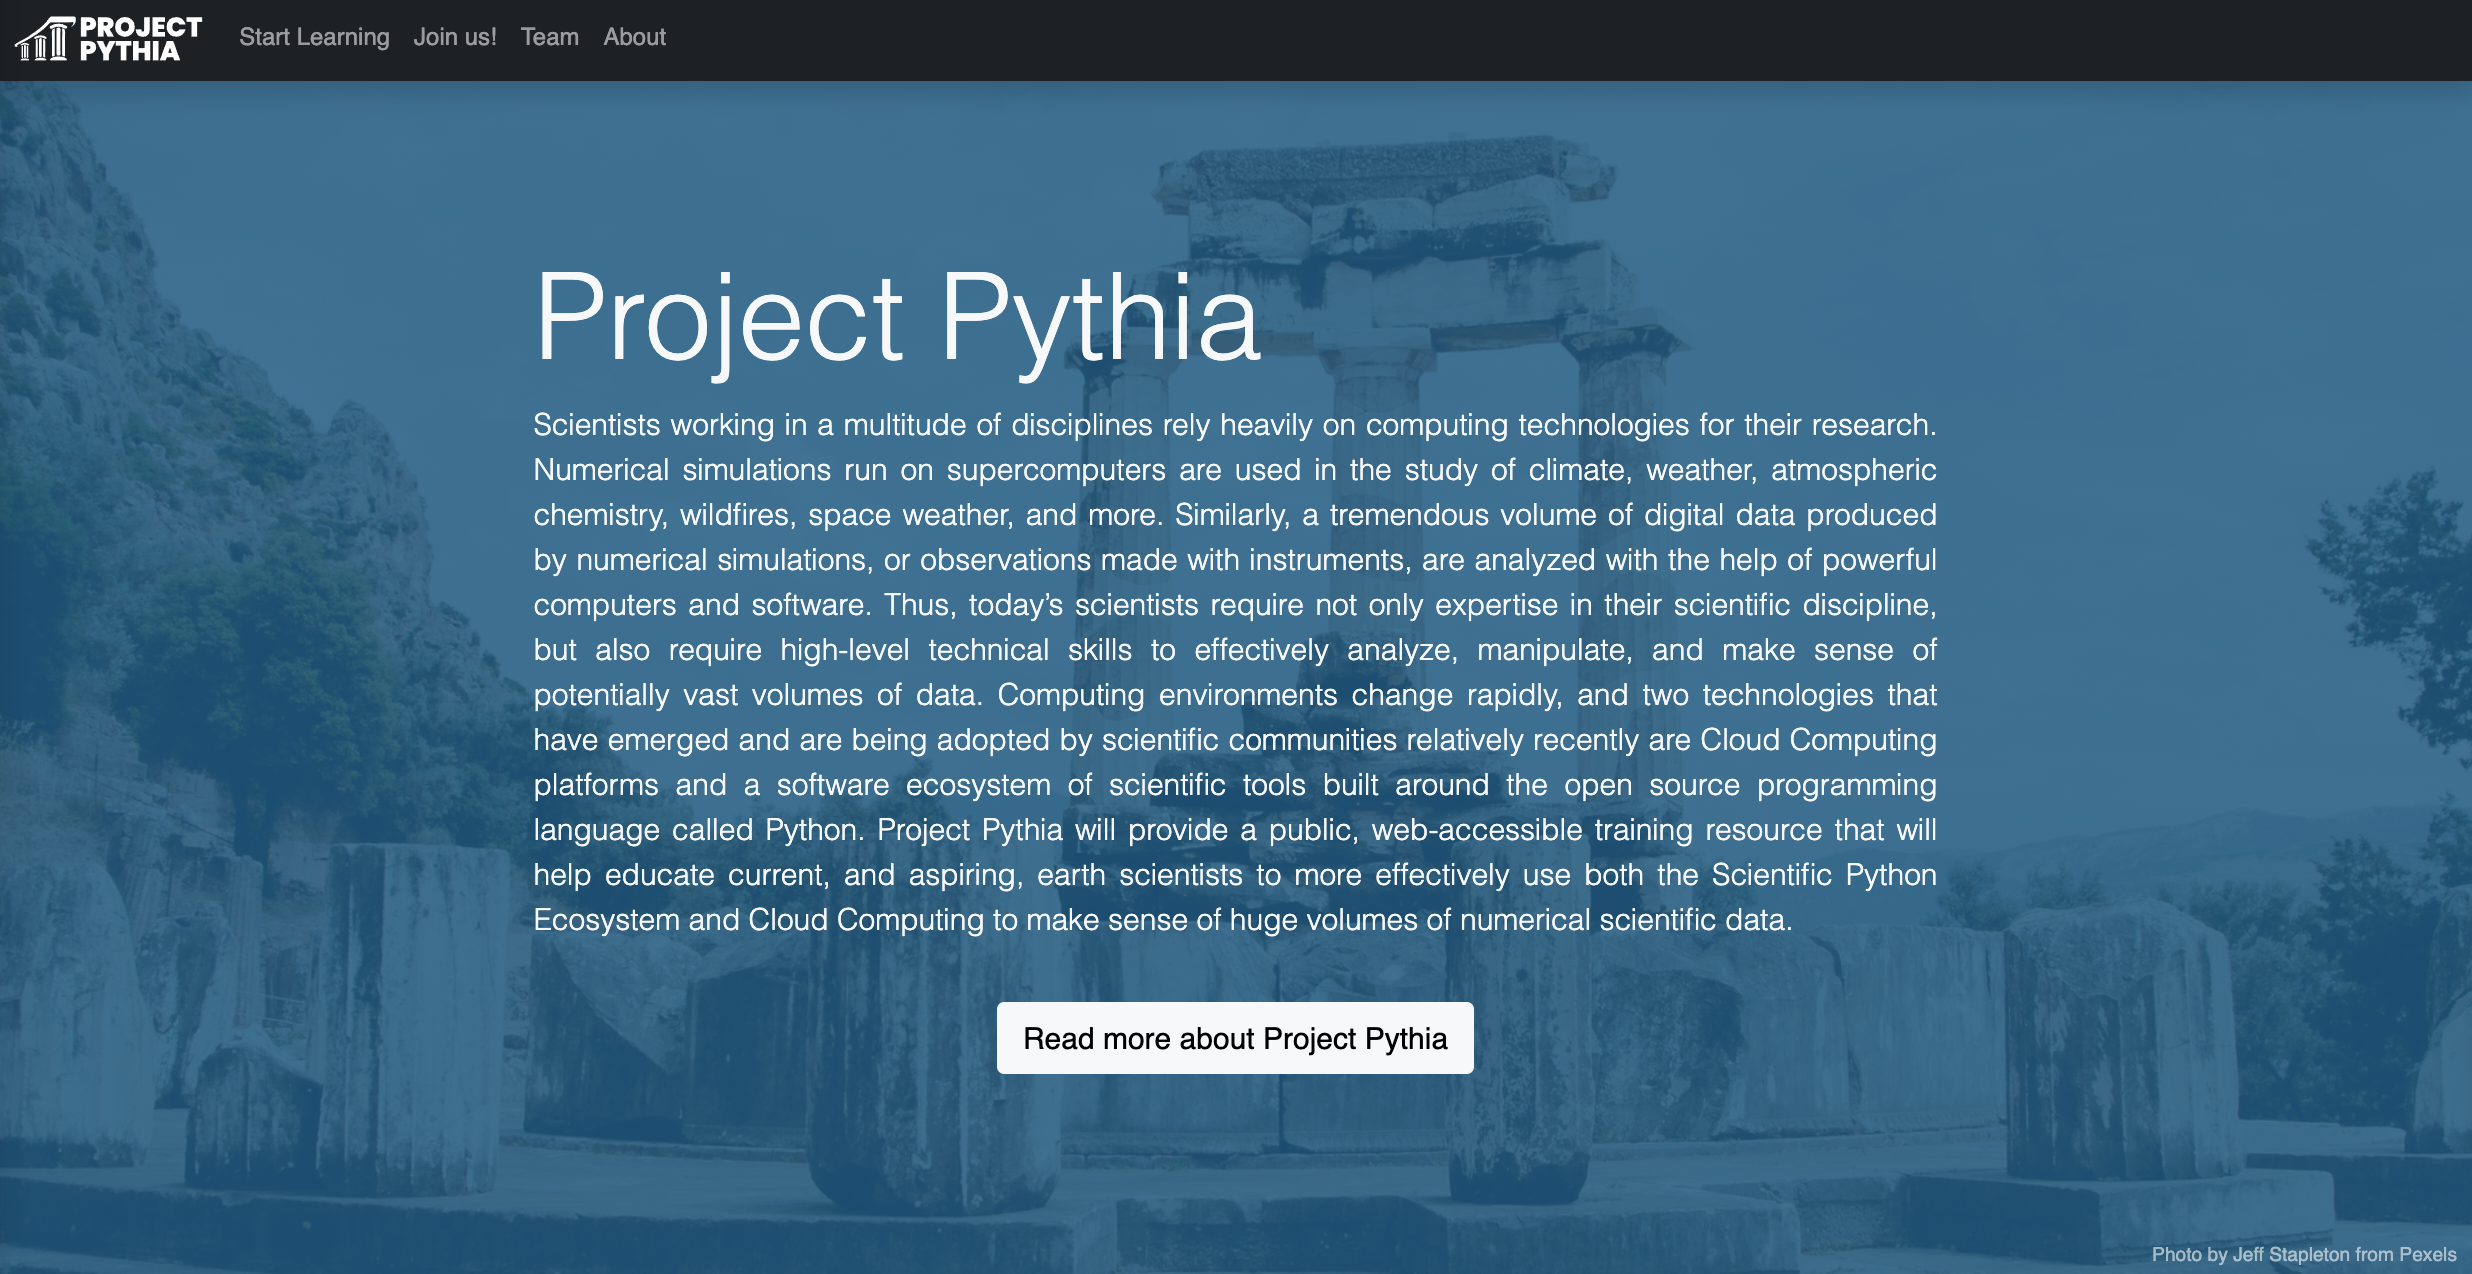 PROJECT
PYTHIA
Start Learning Join us! Team About
Project Pythia
Scientists working in a multitude of disciplines rely heavily on computing technologies for their research.
Numerical simulations run on supercomputers are used in the study of climate, weather, atmospheric
chemistry, wildfires, space weather, and more. Similarly, a tremendous volume of digital data produced
by numerical simulations, or observations made with instruments, are analyzed with the help of powerful
computers and software. Thus, today’s scientists require not only expertise in their scientific discipline,
but also require high-level technical skills to effectively analyze, manipulate, and make sense of
potentially vast volumes of data. Computing environments change rapidly, and two technologies that
have emerged and are being adopted by scientific communities relatively recently are Cloud Computing
platforms and a software ecosystem of scientific tools built around the open source programming
language called Python. Project Pythia will provide a public, web-accessible training resource that will
help educate current, and aspiring, earth scientists to more effectively use both the Scientific Python
Ecosystem and Cloud Computing to make sense of huge volumes of numerical scientific data.
Read more about Project Pythia
Photo by Jeff Stapleton from Pexels